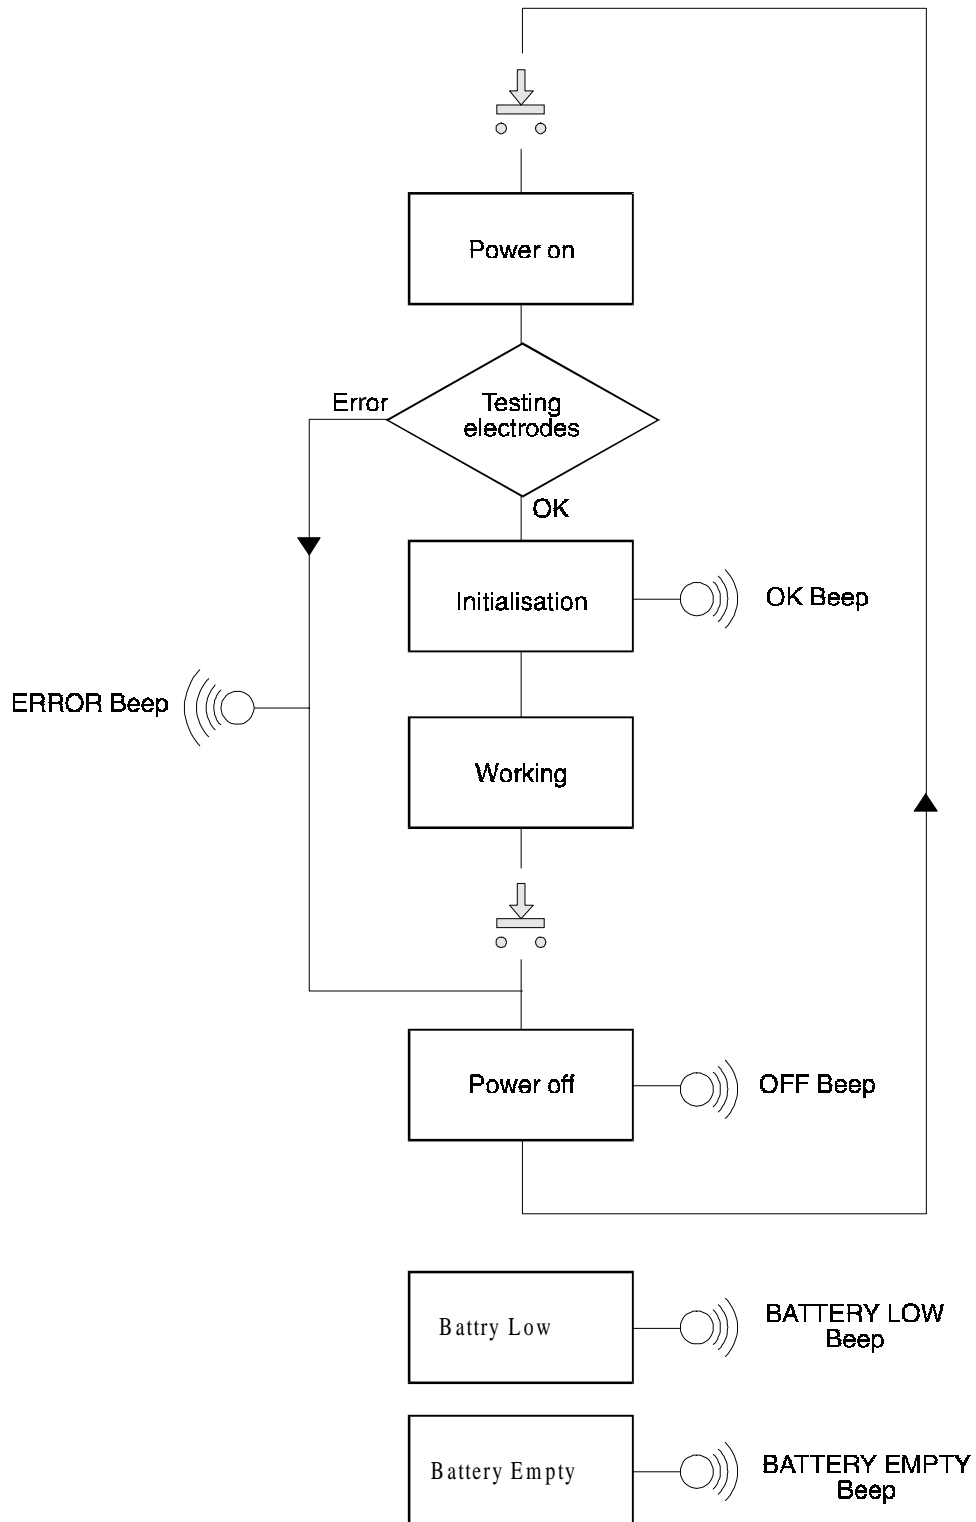 Power on
Error
Testing
electrodes
OK
Initialisation
OK Beep
ERROR Beep
Working
Power off
OFF Beep
Battry Low
BATTERY LOW
Beep
Battery Empty
BATTERY EMPTY
Beep